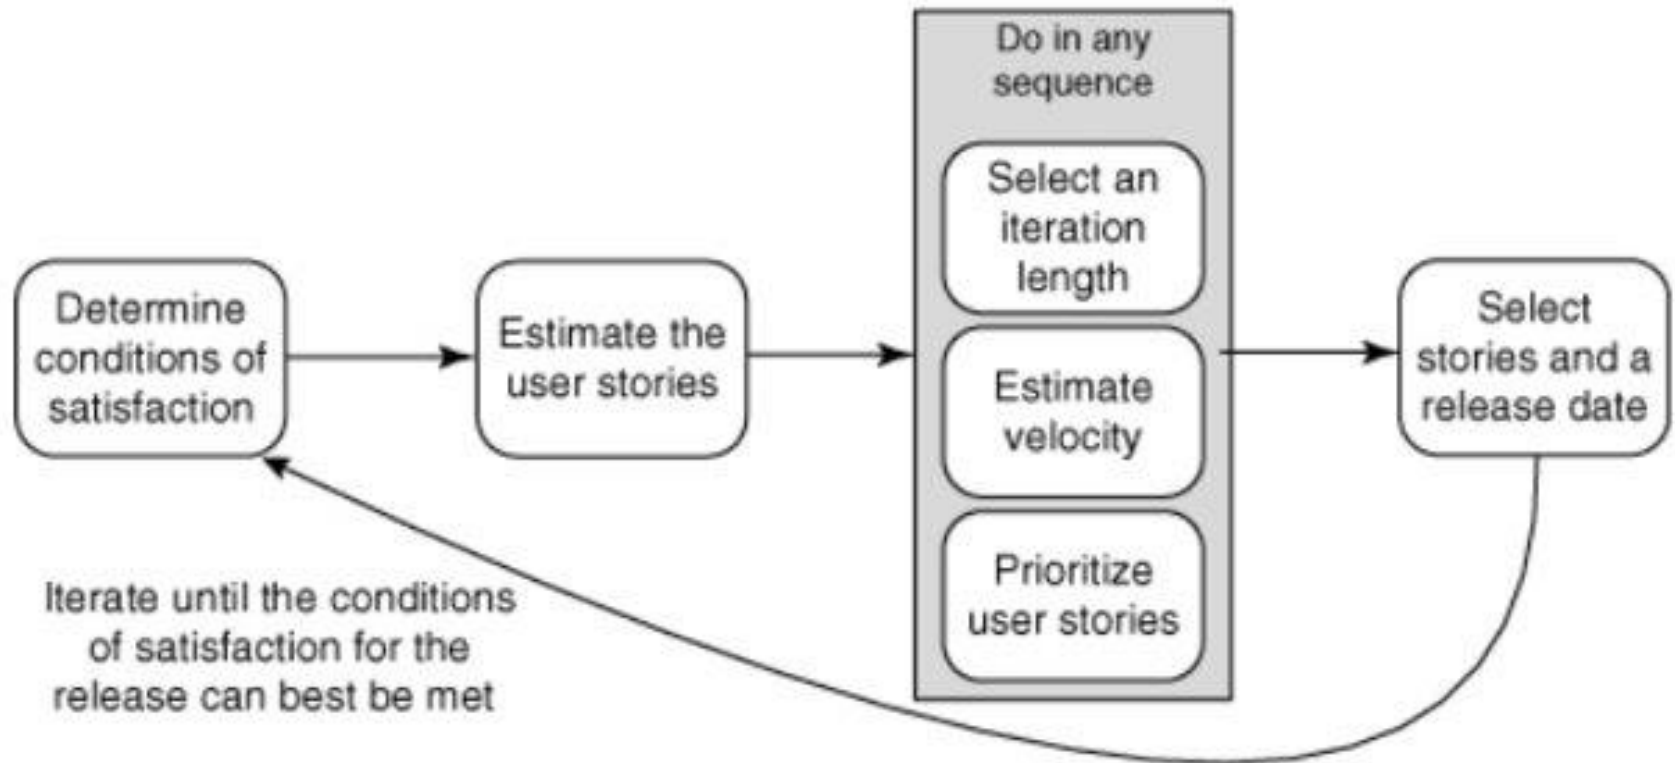 Determine
conditions of
satisfaction
Estimate the
user stories
Do in any
sequence
Select an
iteration
length
Estimate
velocity
Prioritize
user stories
Select
stories and a
release date
Iterate until the conditions
of satisfaction for the
release can best be met